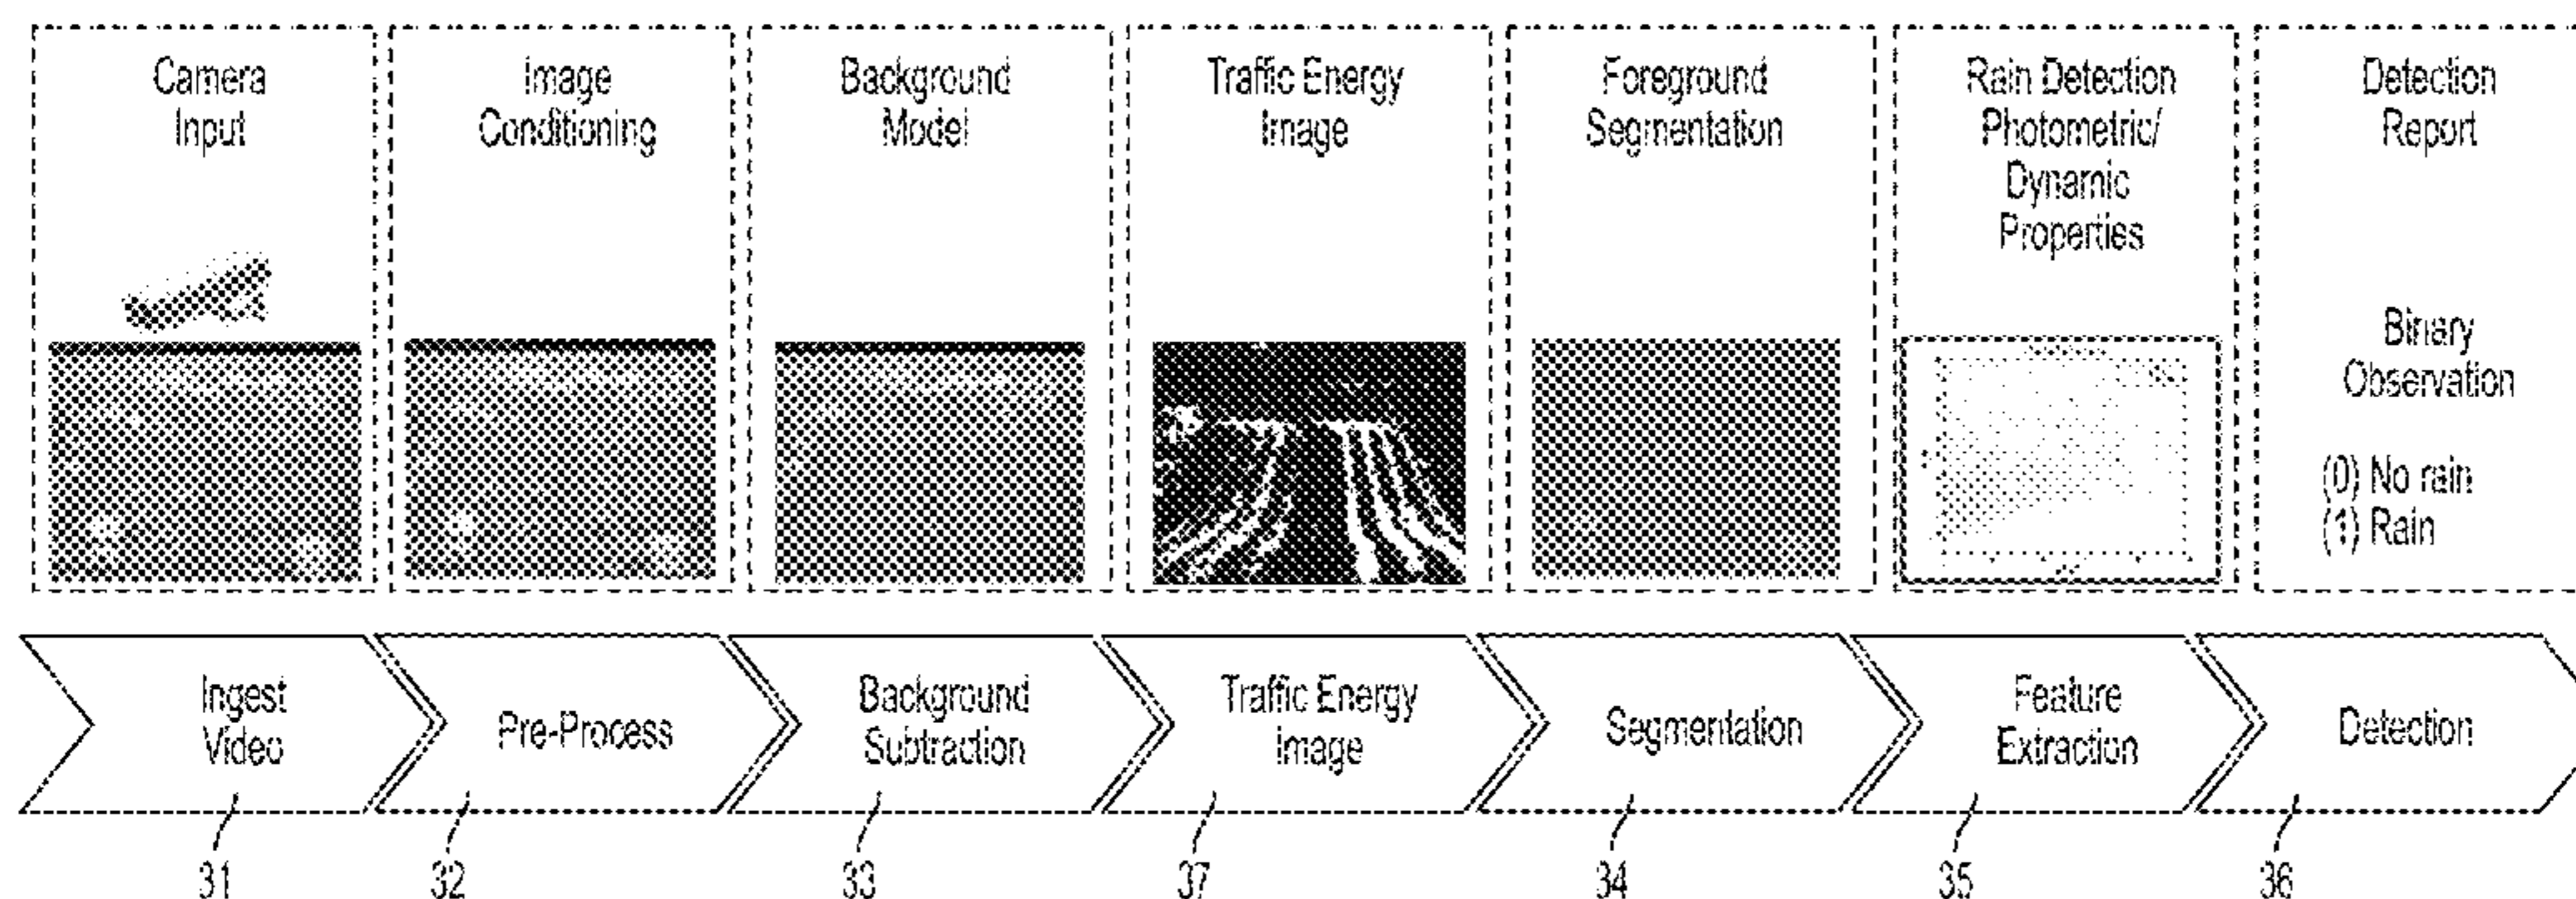 Camera
Input
Image
Conditioning
Background
Model
Traffic Energy
Image
Foreground
Segmentation
Rain Detection
Photometric/
Dynamic
Properties
Detection
Report
Binary
Observation
(0) No rain
(1) Rain
Ingest
Video
Pre-Process
Background
Subtraction
Traffic Energy
Image
Segmentation
Feature
Extraction
Detection
31
32
33
37
34
35
36